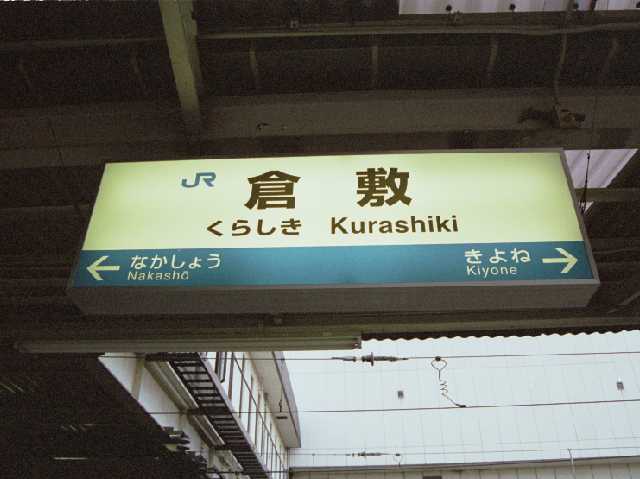 JR 倉敷
くらしき Kurashiki
← なかしょう きよね →
Nakashō Kiyone